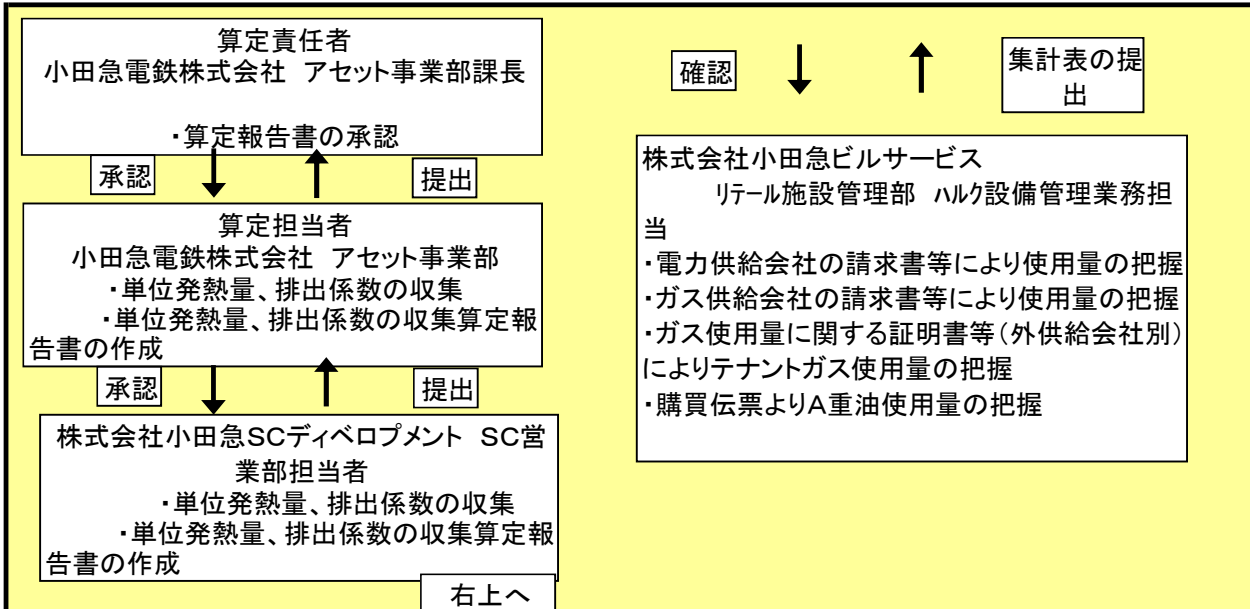 算定責任者
小田急電鉄株式会社 アセット事業部課長
・算定報告書の承認
承認
提出
算定担当者
小田急電鉄株式会社 アセット事業部
・単位発熱量、排出係数の収集
・単位発熱量、排出係数の収集算定報
告書の作成
承認
提出
株式会社小田急SCディベロプメント SC営
業部担当者
・単位発熱量、排出係数の収集
・単位発熱量、排出係数の収集算定報
告書の作成
右上へ
確認
集計表の提
出
株式会社小田急ビルサービス
ﾘﾃｰﾙ施設管理部 ﾊﾙｸ設備管理業務担
当
・電力供給会社の請求書等により使用量の把握
・ガス供給会社の請求書等により使用量の把握
・ガス使用量に関する証明書等（外供給会社別）
によりテナントガス使用量の把握
・購買伝票よりA重油使用量の把握